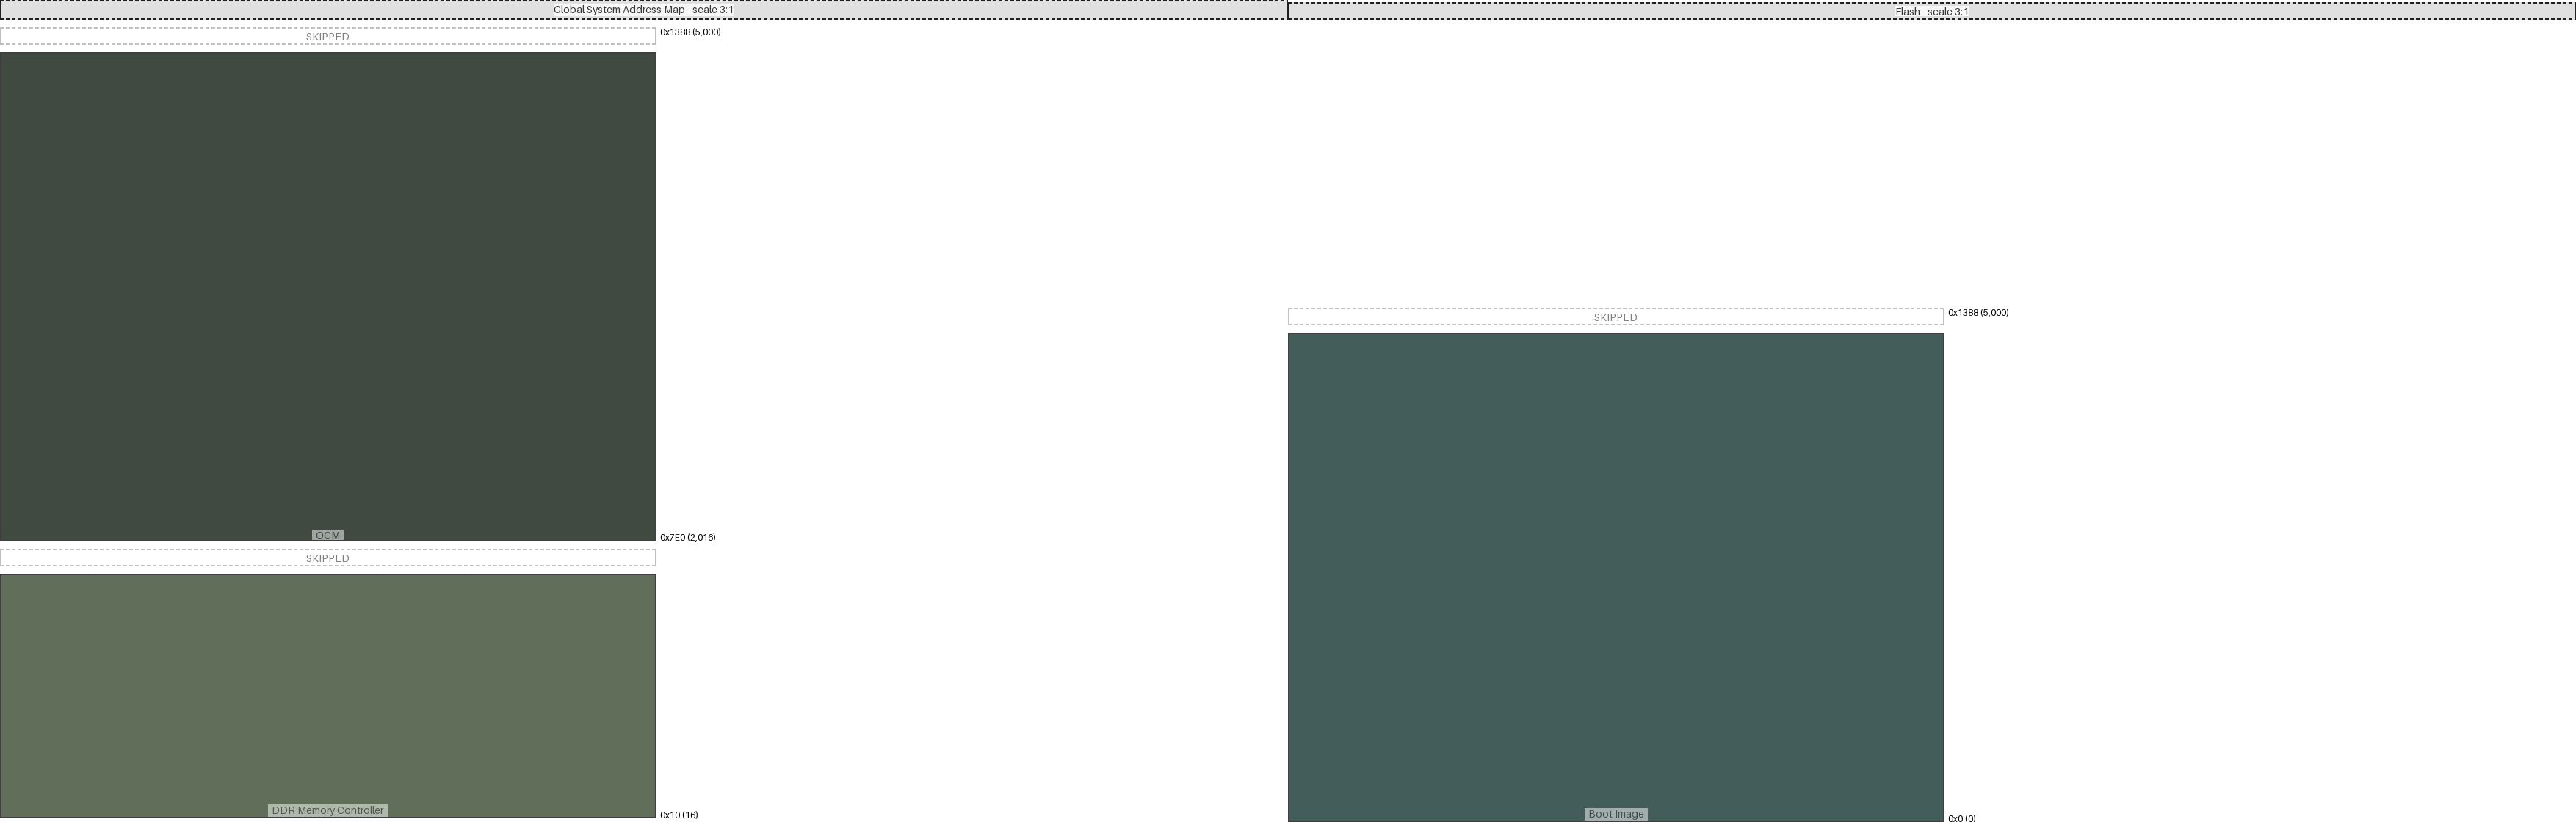 Global System Address Map - scale 3:1
SKIPPED
0x1388 (5,000)
OCM
0x7E0 (2,016)
SKIPPED
DDR Memory Controller
0x10 (16)
Flash - scale 3:1
SKIPPED
0x1388 (5,000)
Boot Image
0x0 (0)